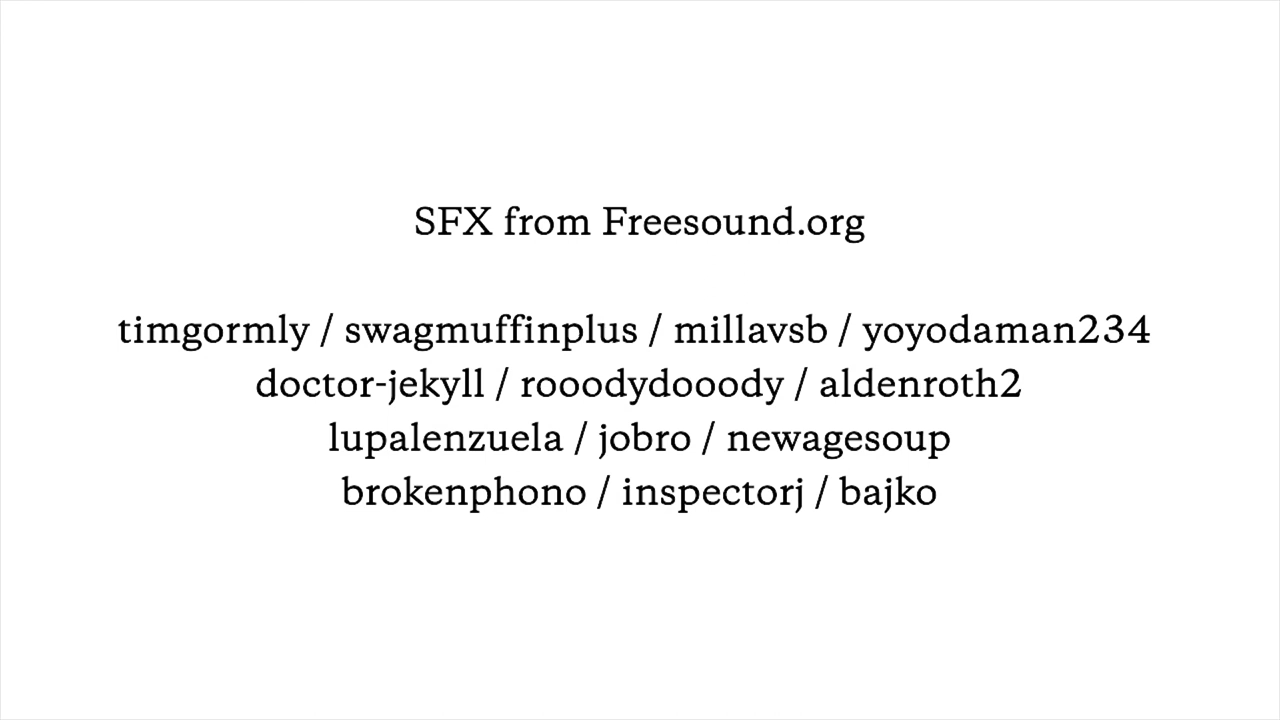 SFX from Freesound.org
timgormly / swagmuffinplus / millavsb / yoyodaman234
doctor-jekyll / rooodydooody / aldenroth2
lupalenzuela / jobro / newagesoup
brokenphono / inspectorj / bajko